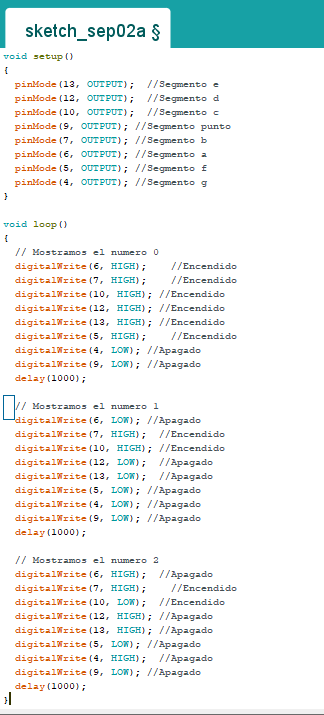 sketch_sep02a §
void setup()
{
pinMode(13, OUTPUT);  //Segmento e
pinMode(12, OUTPUT);  //Segmento d
pinMode(10, OUTPUT);  //Segmento c
pinMode(9, OUTPUT); //Segmento punto
pinMode(7, OUTPUT); //Segmento b
pinMode(6, OUTPUT); //Segmento a
pinMode(5, OUTPUT); //Segmento f
pinMode(4, OUTPUT); //Segmento g
}
void loop()
{
// Mostramos el numero 0
digitalWrite(6, HIGH);    //Encendido
digitalWrite(7, HIGH);    //Encendido
digitalWrite(10, HIGH); //Encendido
digitalWrite(12, HIGH); //Encendido
digitalWrite(13, HIGH); //Encendido
digitalWrite(5, HIGH);    //Encendido
digitalWrite(4, LOW); //Apagado
digitalWrite(9, LOW); //Apagado
delay(1000);
// Mostramos el numero 1
digitalWrite(6, LOW); //Apagado
digitalWrite(7, HIGH);  //Encendido
digitalWrite(10, HIGH); //Encendido
digitalWrite(12, LOW);  //Apagado
digitalWrite(13, LOW);  //Apagado
digitalWrite(5, LOW); //Apagado
digitalWrite(4, LOW); //Apagado
digitalWrite(9, LOW); //Apagado
delay(1000);
// Mostramos el numero 2
digitalWrite(6, HIGH);  //Apagado
digitalWrite(7, HIGH);    //Encendido
digitalWrite(10, LOW);  //Encendido
digitalWrite(12, HIGH); //Apagado
digitalWrite(13, HIGH); //Apagado
digitalWrite(5, LOW); //Apagado
digitalWrite(4, HIGH);  //Apagado
digitalWrite(9, LOW); //Apagado
delay(1000);
}